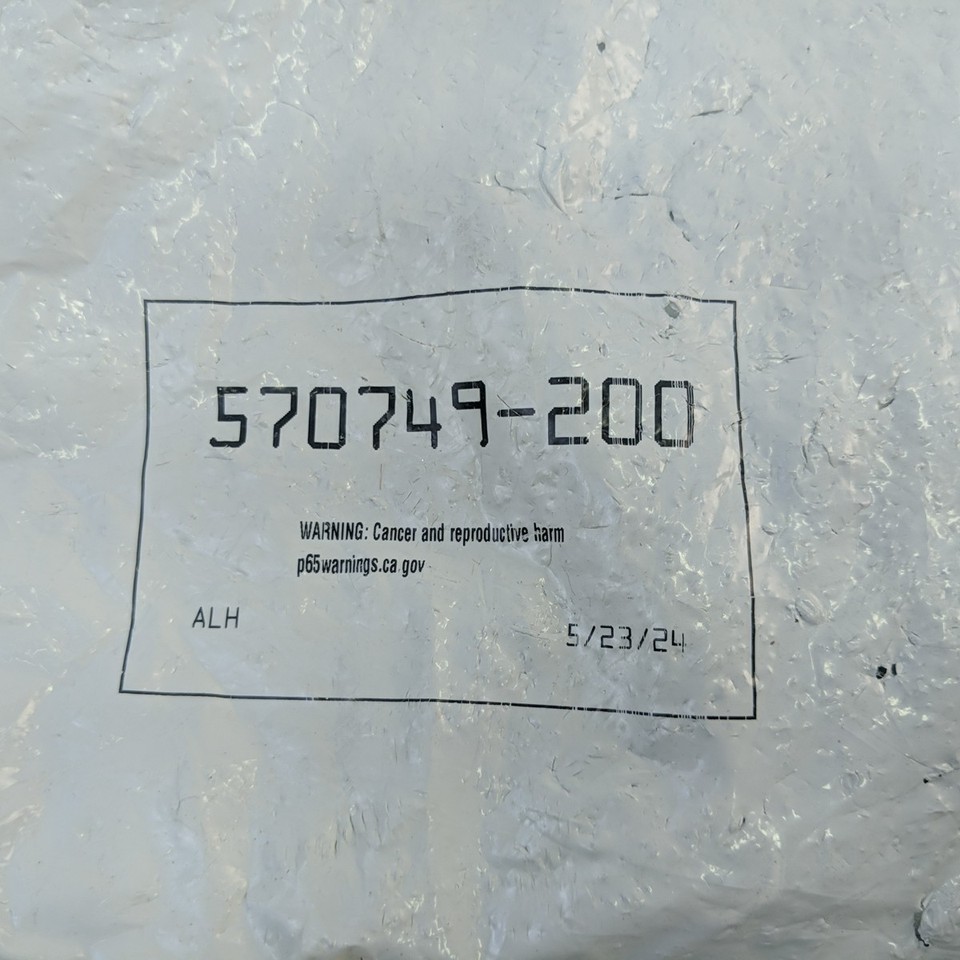 570749-200
WARNING: Cancer and reproductive harm
p65warnings.ca.gov
ALH
5/23/24